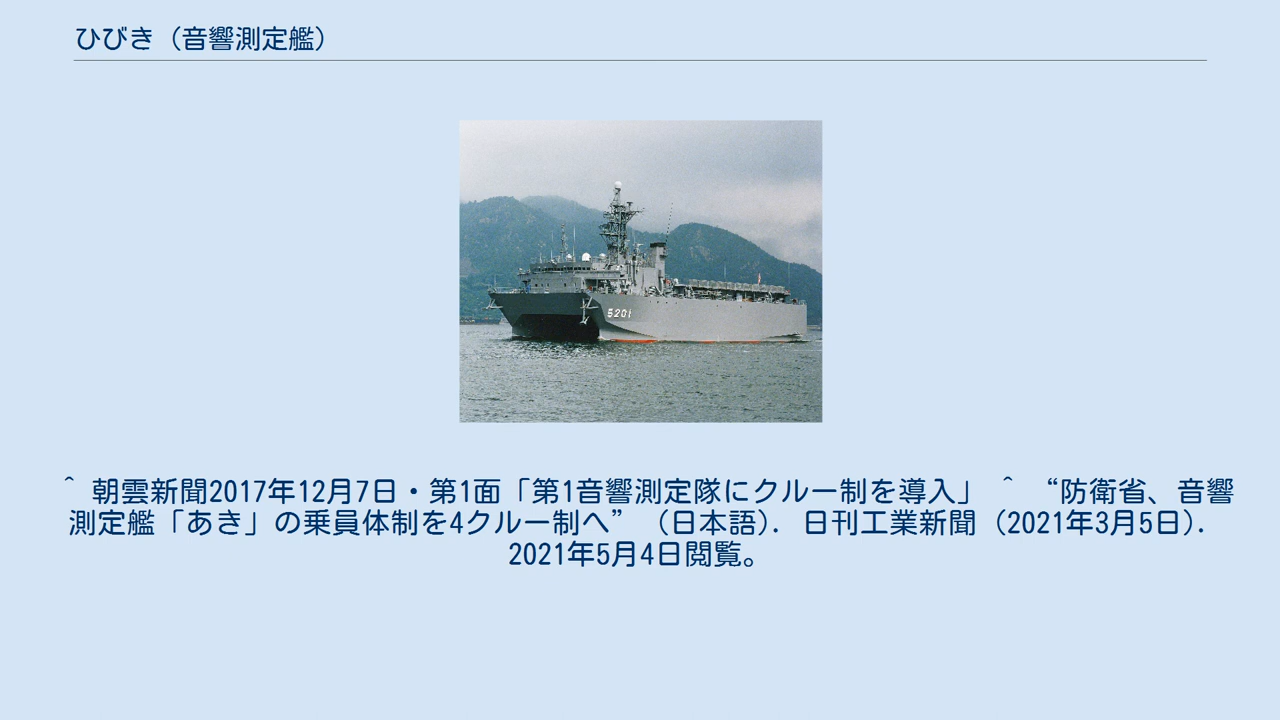 ひびき（音響測定艦）
5201
^ 朝雲新聞2017年12月7日・第1面「第1音響測定隊にクルー制を導入」 ^ “防衛省、音響
測定艦「あき」の乗員体制を4クルー制へ” （日本語）. 日刊工業新聞（2021年3月5日）.
2021年5月4日閲覧。